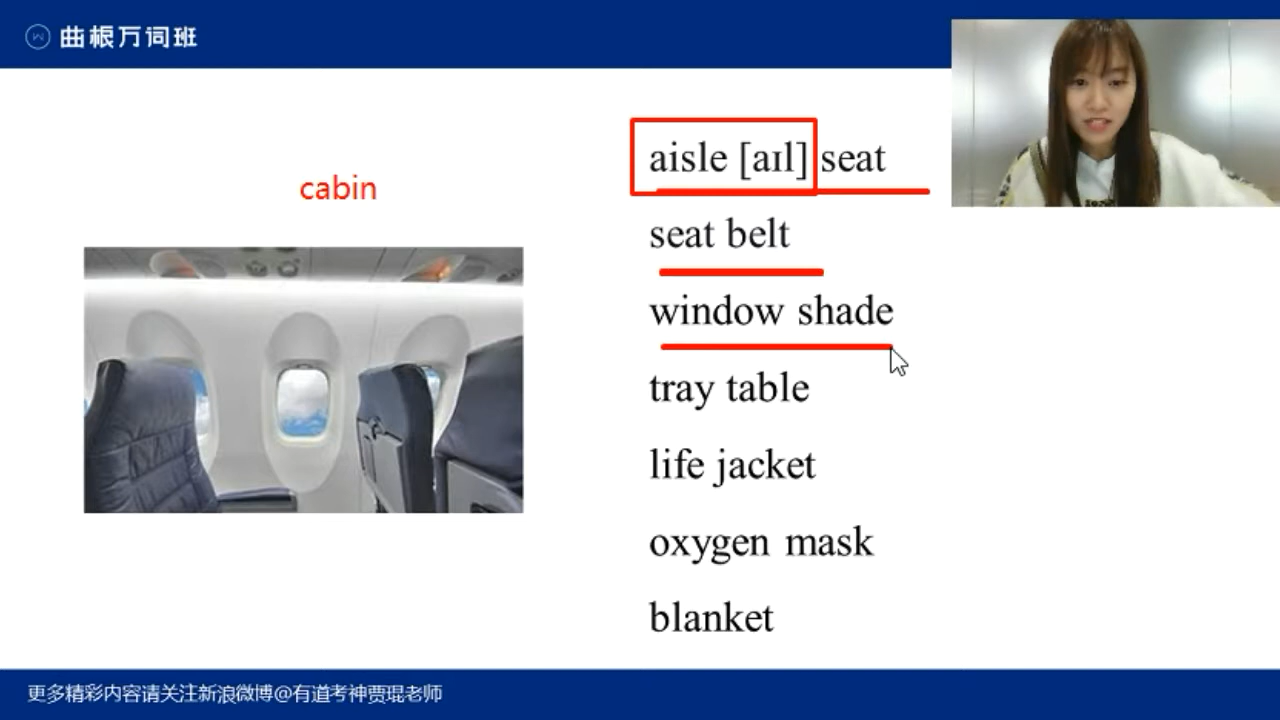 曲根万词班
cabin
aisle [aɪl] seat
seat belt
window shade
tray table
life jacket
oxygen mask
blanket
更多精彩内容请关注新浪微博@有道考神贾琨老师